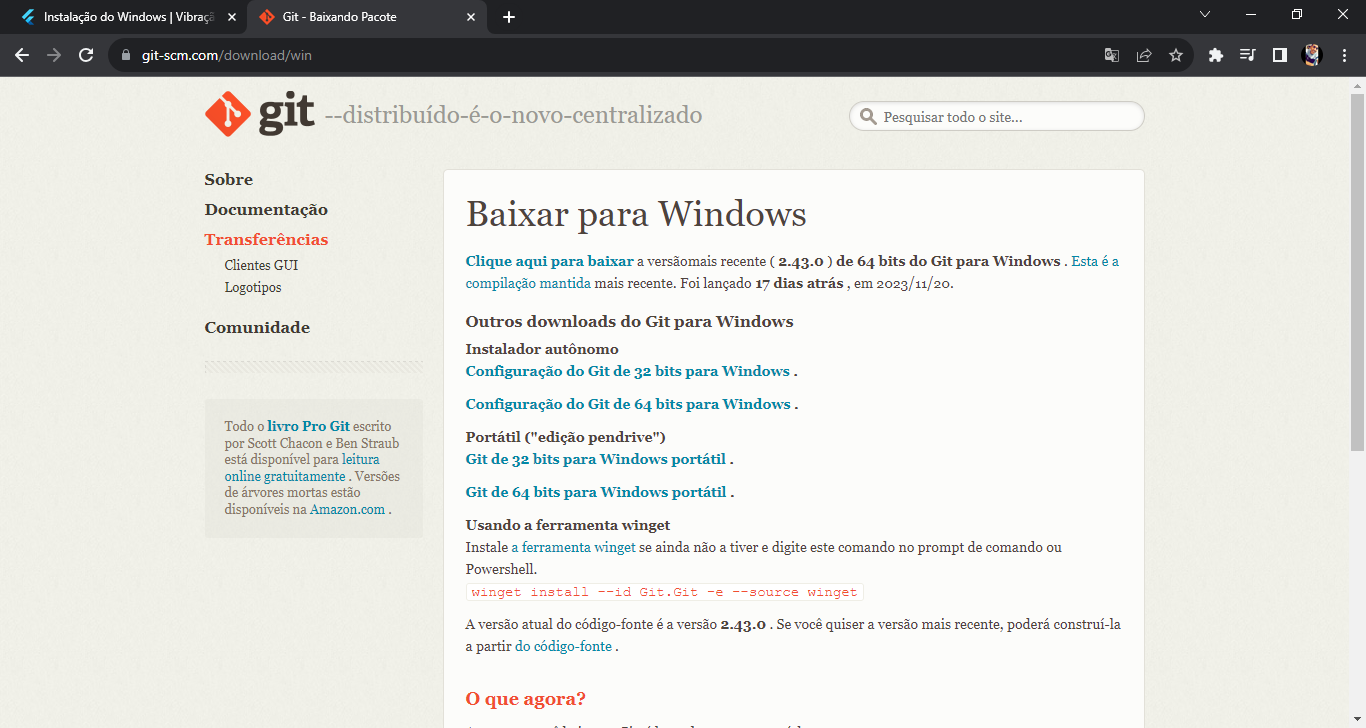 Instalação do Windows | Vibraçã
Git - Baixando Pacote
git-scm.com/download/win
git --distribuído-é-o-novo-centralizado
Pesquisar todo o site...
Sobre
Documentação
Transferências
Clientes GUI
Logotipos
Comunidade
Todo o livro Pro Git escrito
por Scott Chacon e Ben Straub
está disponível para leitura
online gratuitamente . Versões
de árvores mortas estão
disponíveis na Amazon.com .
Baixar para Windows
Clique aqui para baixar a versãomais recente ( 2.43.0 ) de 64 bits do Git para Windows . Esta é a
compilação mantida mais recente. Foi lançado 17 dias atrás , em 2023/11/20.
Outros downloads do Git para Windows
Instalador autônomo
Configuração do Git de 32 bits para Windows .
Configuração do Git de 64 bits para Windows .
Portátil ("edição pendrive")
Git de 32 bits para Windows portátil .
Git de 64 bits para Windows portátil .
Usando a ferramenta winget
Instale a ferramenta winget se ainda não a tiver e digite este comando no prompt de comando ou
Powershell.
winget install --id Git.Git -e --source winget
A versão atual do código-fonte é a versão 2.43.0 . Se você quiser a versão mais recente, poderá construí-la
a partir do código-fonte .
O que agora?